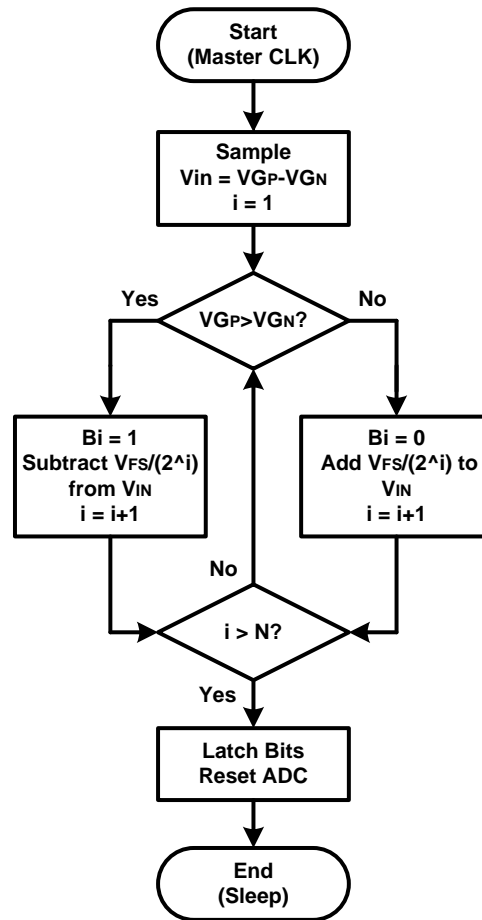 Start
(Master CLK)
Sample
Vin = VGP-VGN
i = 1
Yes
No
VGP>VGN?
Bi = 1
Subtract VFS/(2^i)
from VIN
i = i+1
Bi = 0
Add VFS/(2^i) to
VIN
i = i+1
No
i > N?
Yes
Latch Bits
Reset ADC
End
(Sleep)